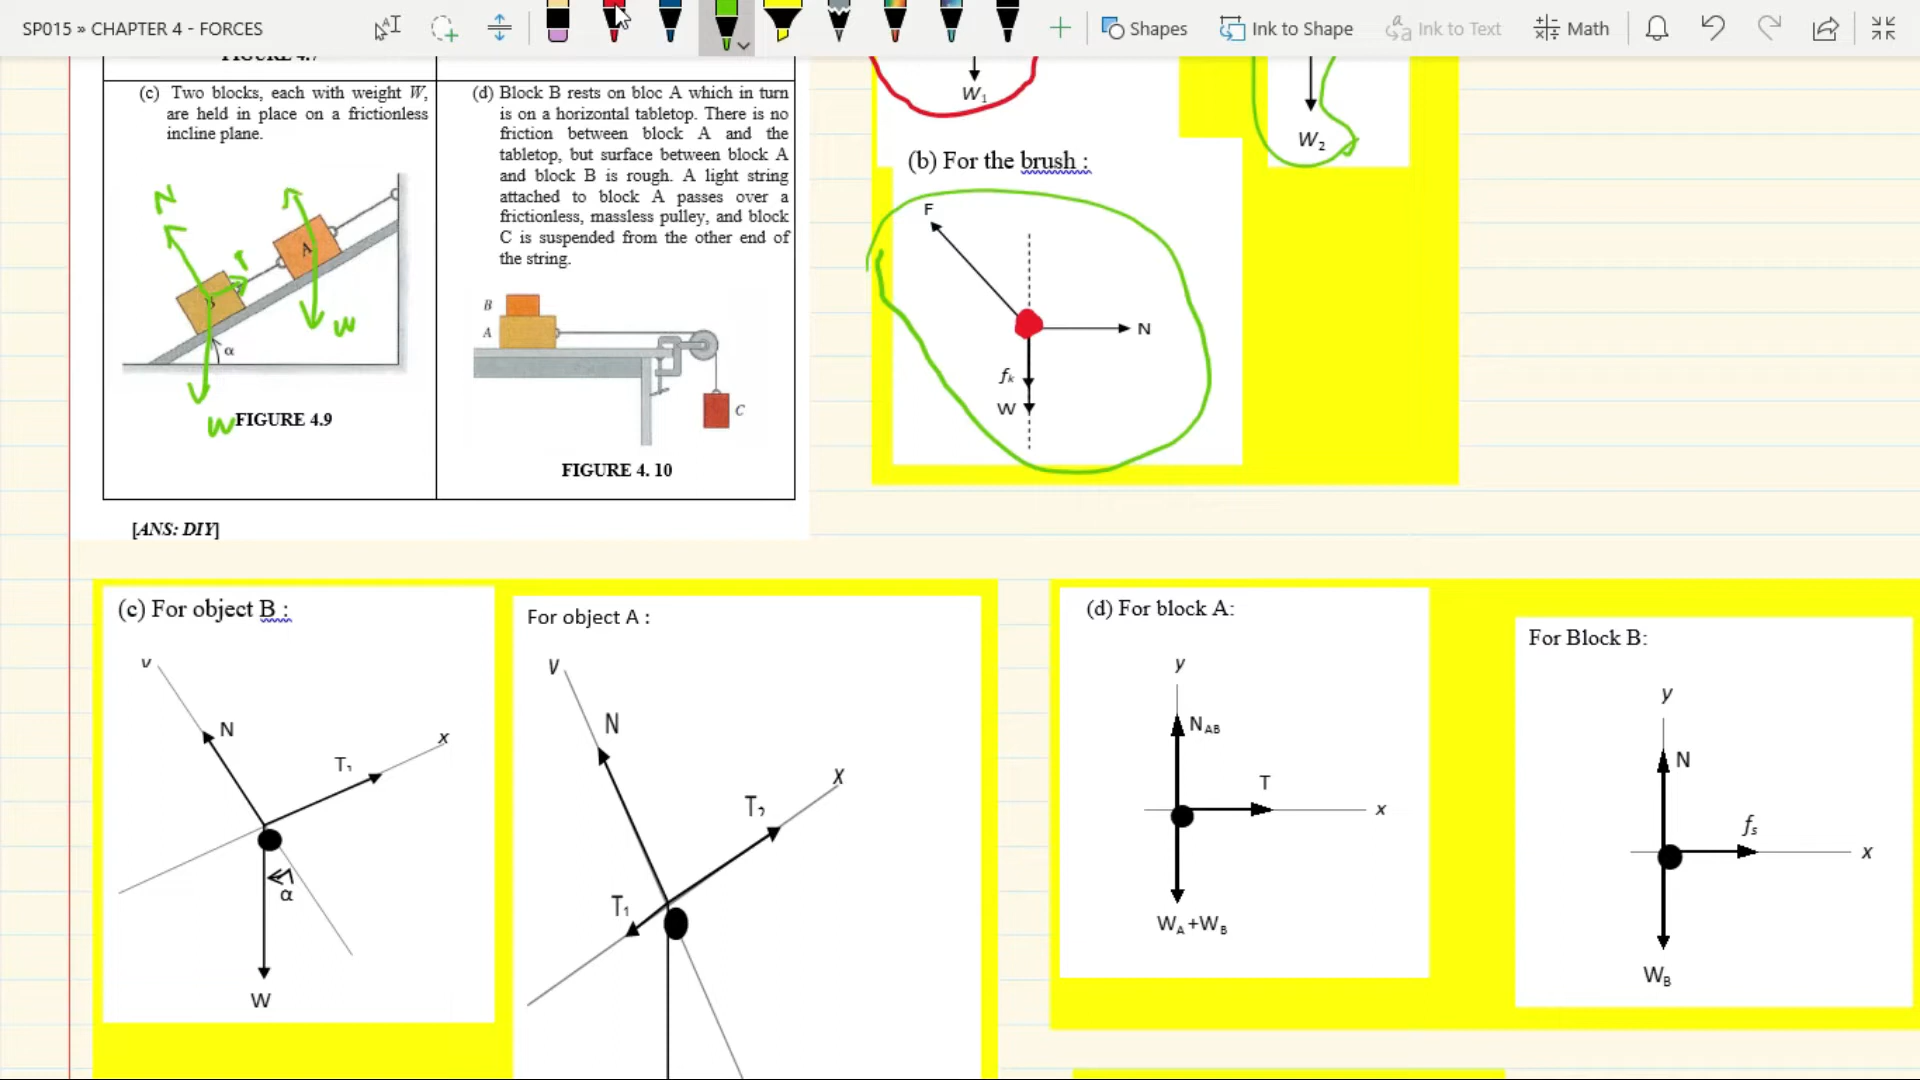 SP015 » CHAPTER 4 - FORCES
Shapes
Ink to Shape
Ink to Text
Math
(c) Two blocks, each with weight W,
are held in place on a frictionless
incline plane.
N
T
A
B
W
α
W
FIGURE 4.9
(d) Block B rests on bloc A which in turn
is on a horizontal tabletop. There is no
friction between block A and the
tabletop, but surface between block A
and block B is rough. A light string
attached to block A passes over a
frictionless, massless pulley, and block
C is suspended from the other end of
the string.
B
A
C
FIGURE 4. 10
[ANS: DIY]
W₁
W₂
(b) For the brush :
F
N
fₖ
W
(c) For object B :
N
T₁
x
α
W
For object A :
N
T₂
x
T₁
(d) For block A:
y
N_AB
T
x
W_A +W_B
For Block B:
y
N
fₛ
x
W_B